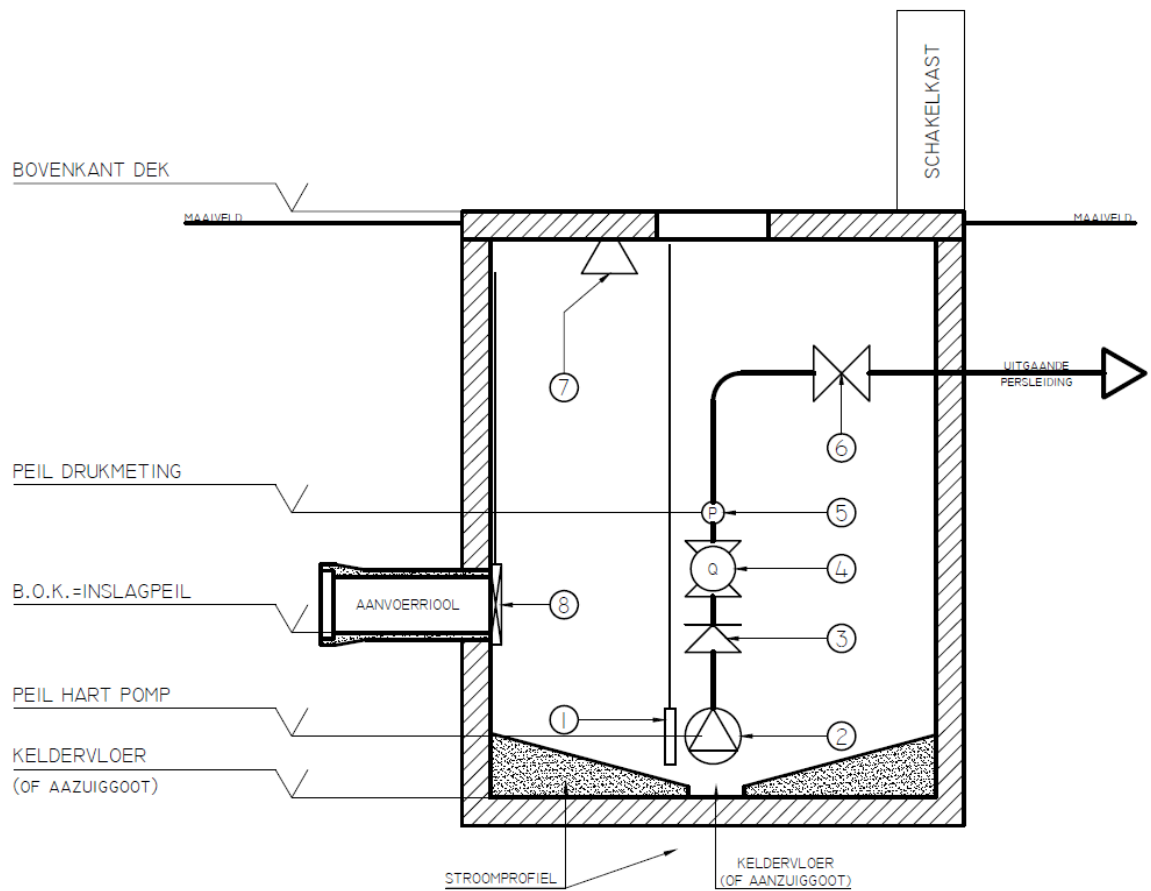 SCHAKELKAST
BOVENKANT DEK
MAAIVELD
MAAIVELD
7
UITGAANDE
PERSLEIDING
6
PEIL DRUKMETING
P
5
Q
4
B.O.K.=INSLAGPEIL
AANVOERRIOOL
8
3
PEIL HART POMP
1
2
KELDERVLOER
(OF AAZUIGGOOT)
STROOMPROFIEL
KELDERVLOER
(OF AANZUIGGOOT)